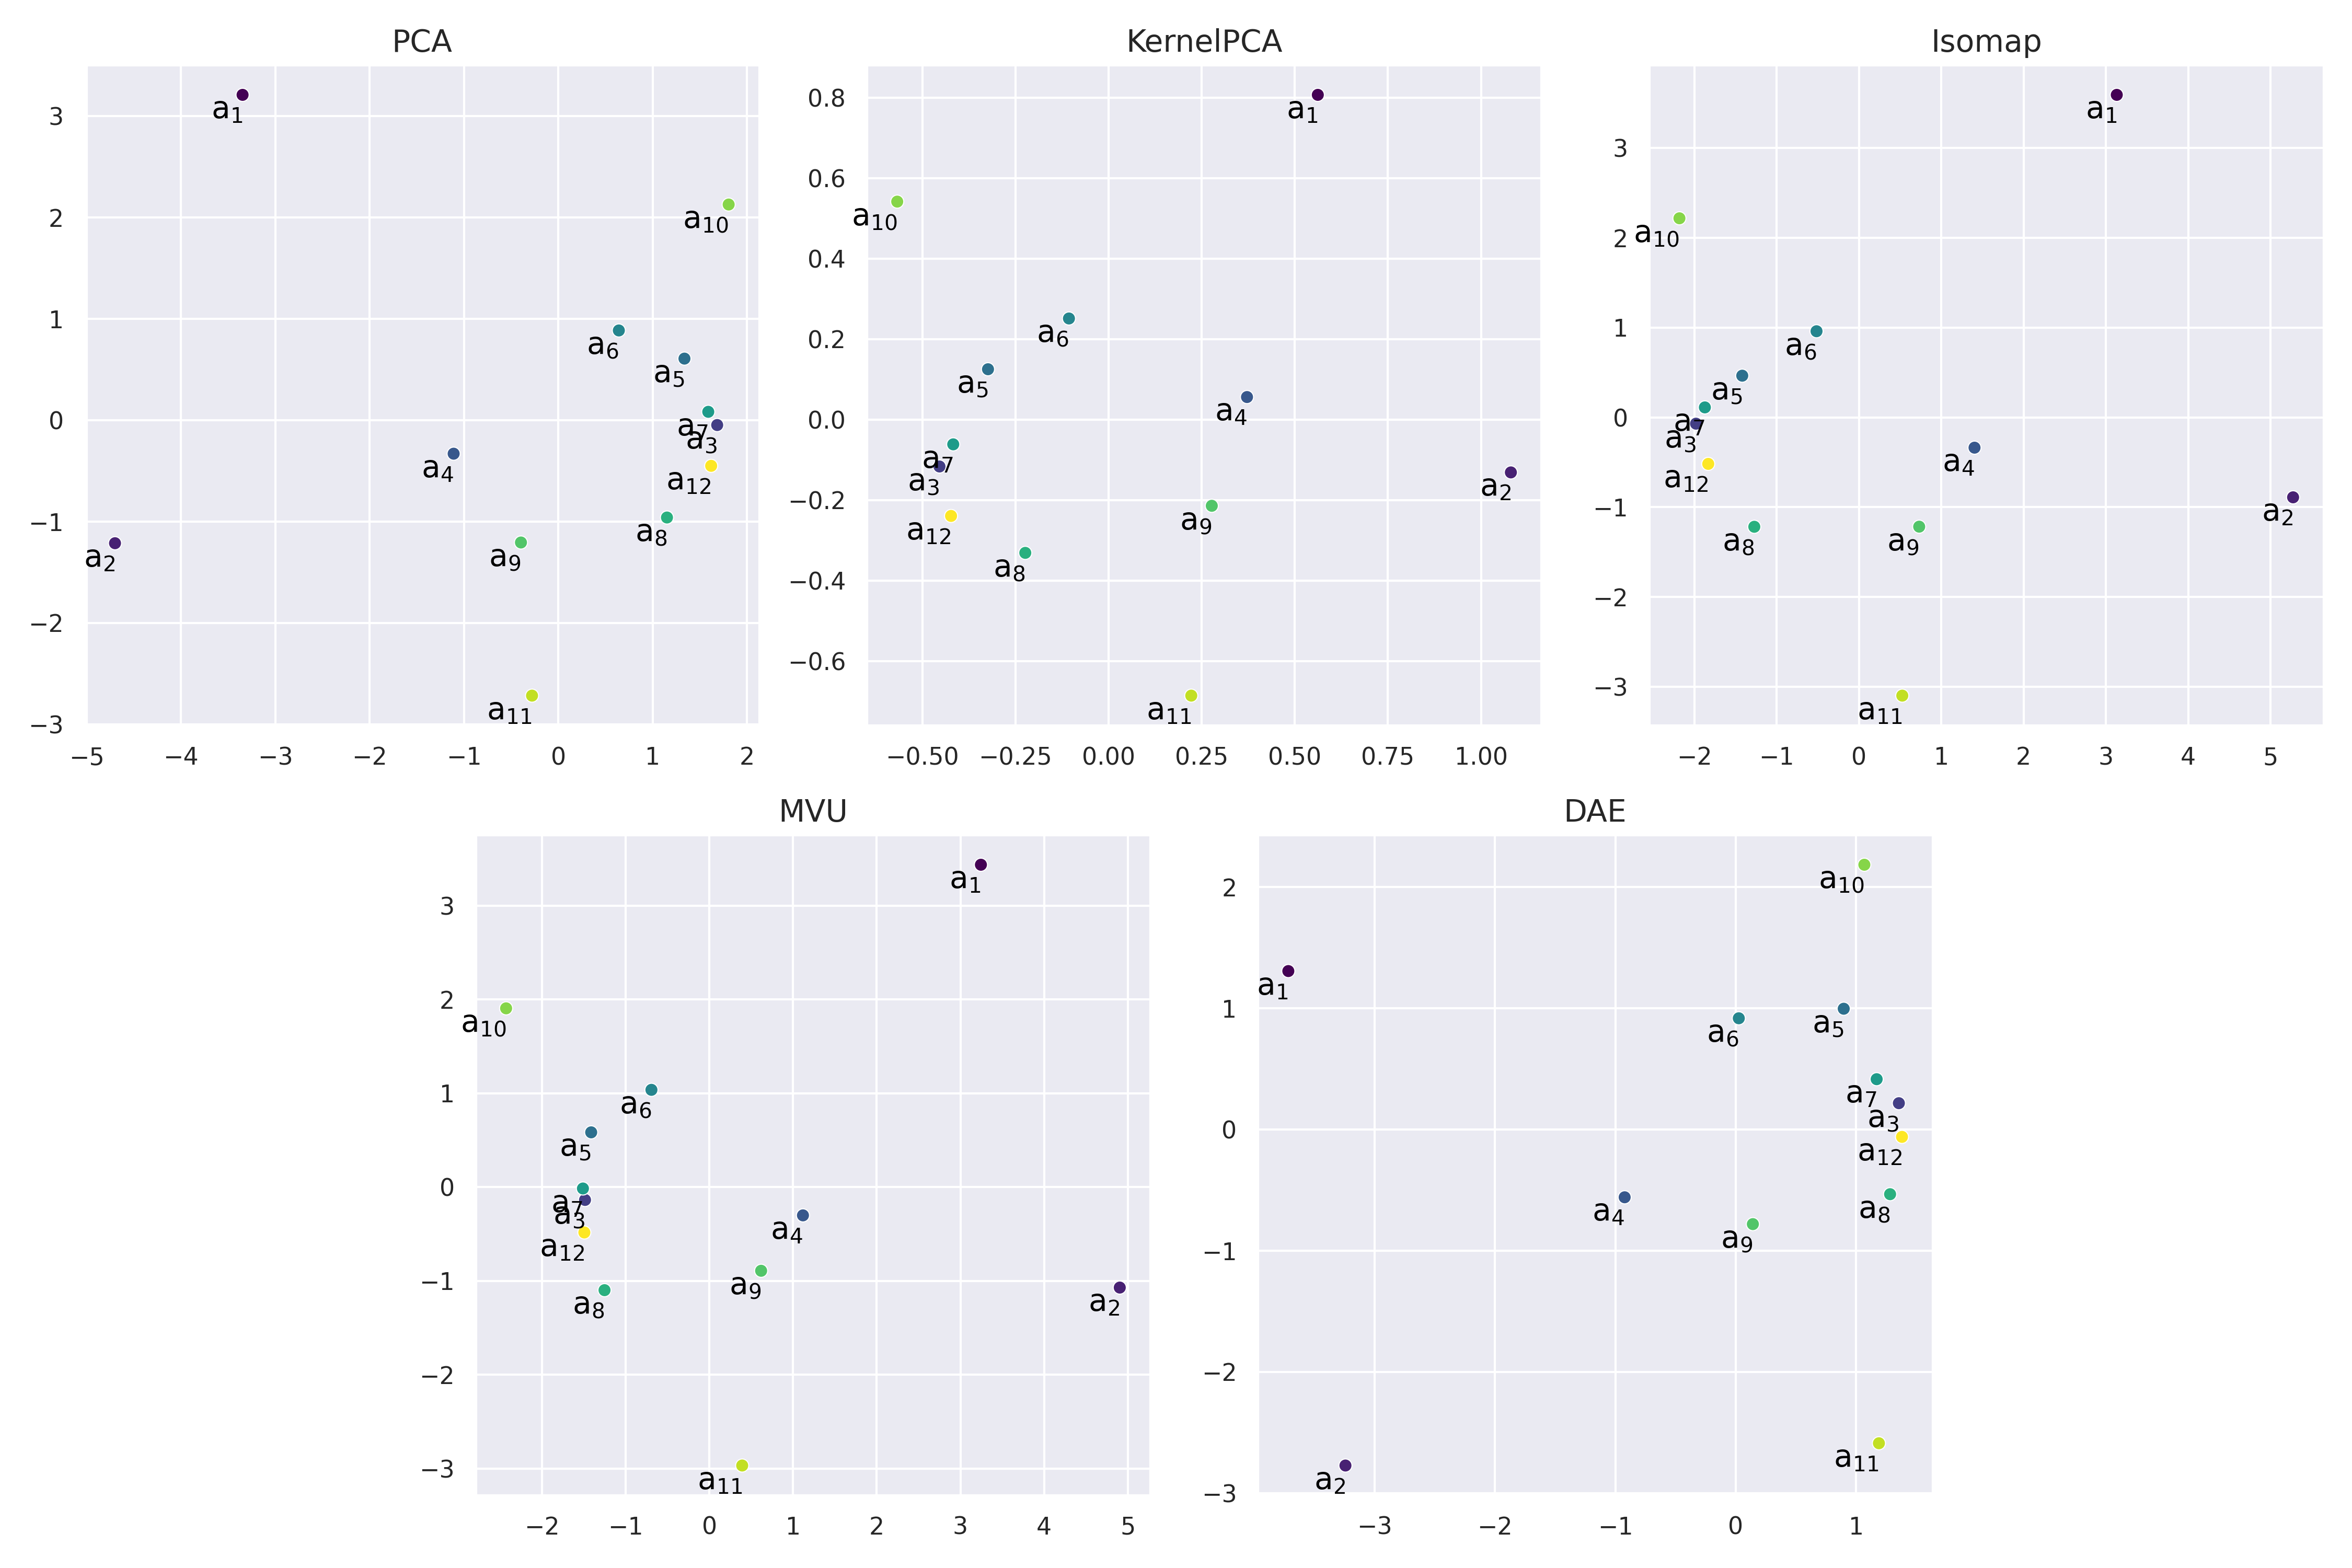 PCA
3
2
1
0
−1
−2
−3
−5 −4 −3 −2 −1 0 1 2
a1
a10
a6
a5
a7
a3
a4
a12
a8
a9
a2
a11
KernelPCA
0.8
0.6
0.4
0.2
0.0
−0.2
−0.4
−0.6
−0.50 −0.25 0.00 0.25 0.50 0.75 1.00
a1
a10
a6
a5
a4
a7
a3
a2
a9
a12
a8
a11
Isomap
3
2
1
0
−1
−2
−3
−2 −1 0 1 2 3 4 5
a1
a10
a6
a5
a7
a3
a4
a12
a2
a8
a9
a11
MVU
3
2
1
0
−1
−2
−3
−2 −1 0 1 2 3 4 5
a1
a10
a6
a5
a7
a3
a4
a12
a9
a2
a8
a11
DAE
2
1
0
−1
−2
−3
−3 −2 −1 0 1
a10
a1
a6
a5
a7
a3
a12
a4
a8
a9
a11
a2